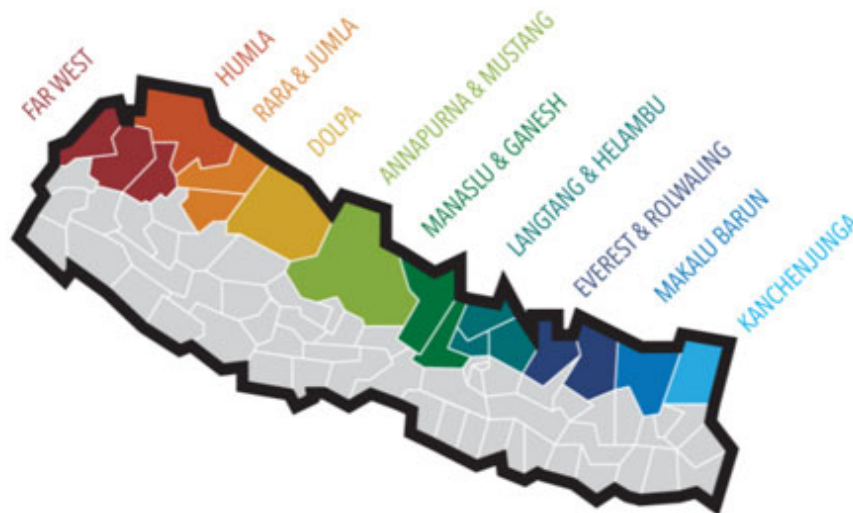 FAR WEST
HUMLA
RARA & JUMLA
DOLPA
ANNAPURNA & MUSTANG
MANASLU & GANESH
LANGTANG & HELAMBU
EVEREST & ROLWALING
MAKALU BARUN
KANCHENJUNGA